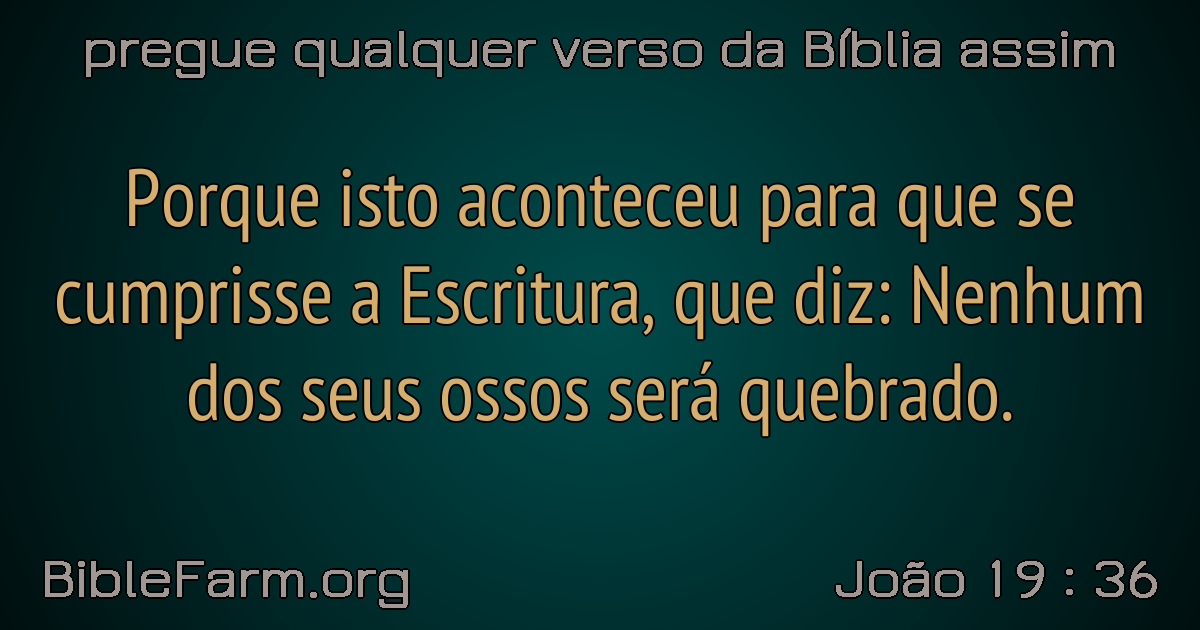 pregue qualquer verso da Bíblia assim
Porque isto aconteceu para que se
cumprisse a Escritura, que diz: Nenhum
dos seus ossos será quebrado.
BibleFarm.org
João 19 : 36